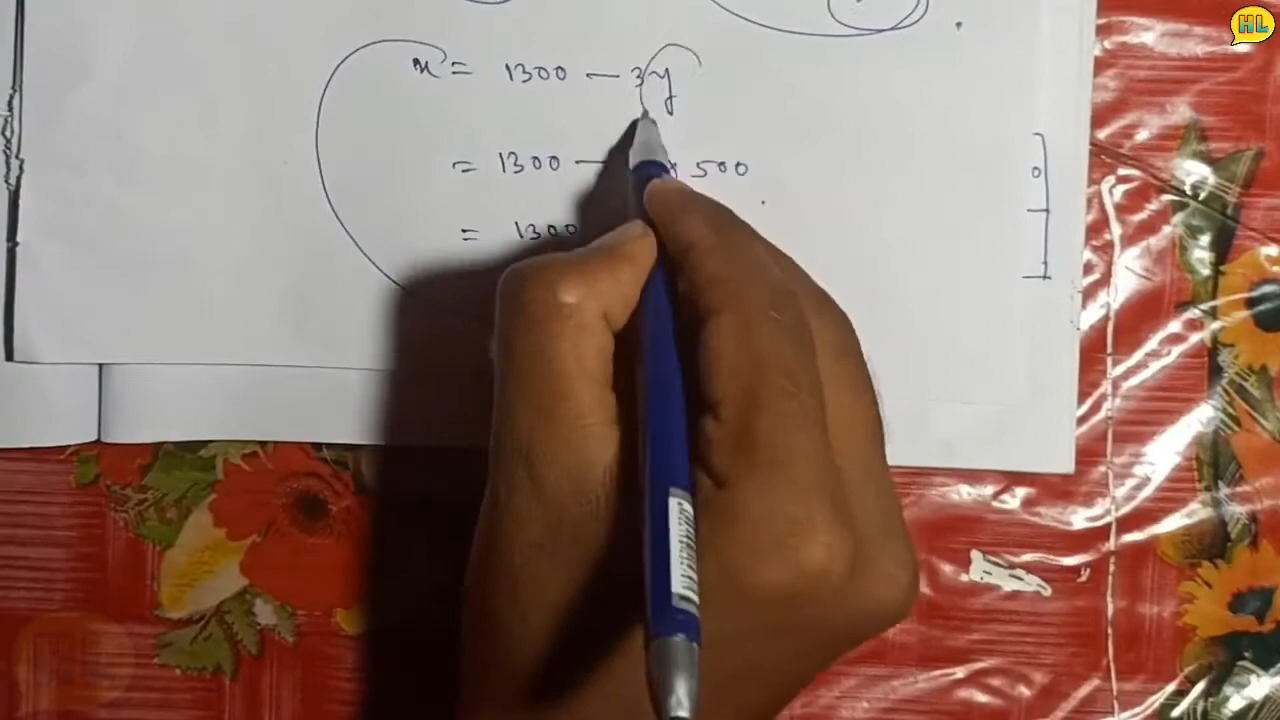 HL
x = 1300 — 3y
= 1300 — × 500
= 1300
0